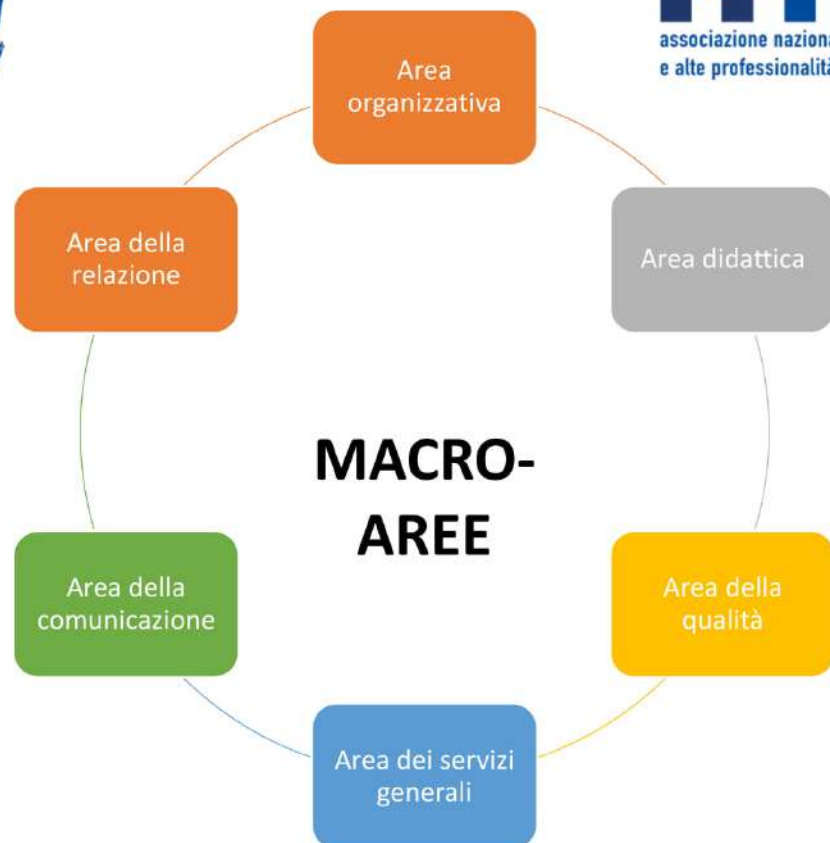 associazione naziona
e alte professionalità
Area
organizzativa
Area della
relazione
Area didattica
MACRO-
AREE
Area della
comunicazione
Area della
qualità
Area dei servizi
generali